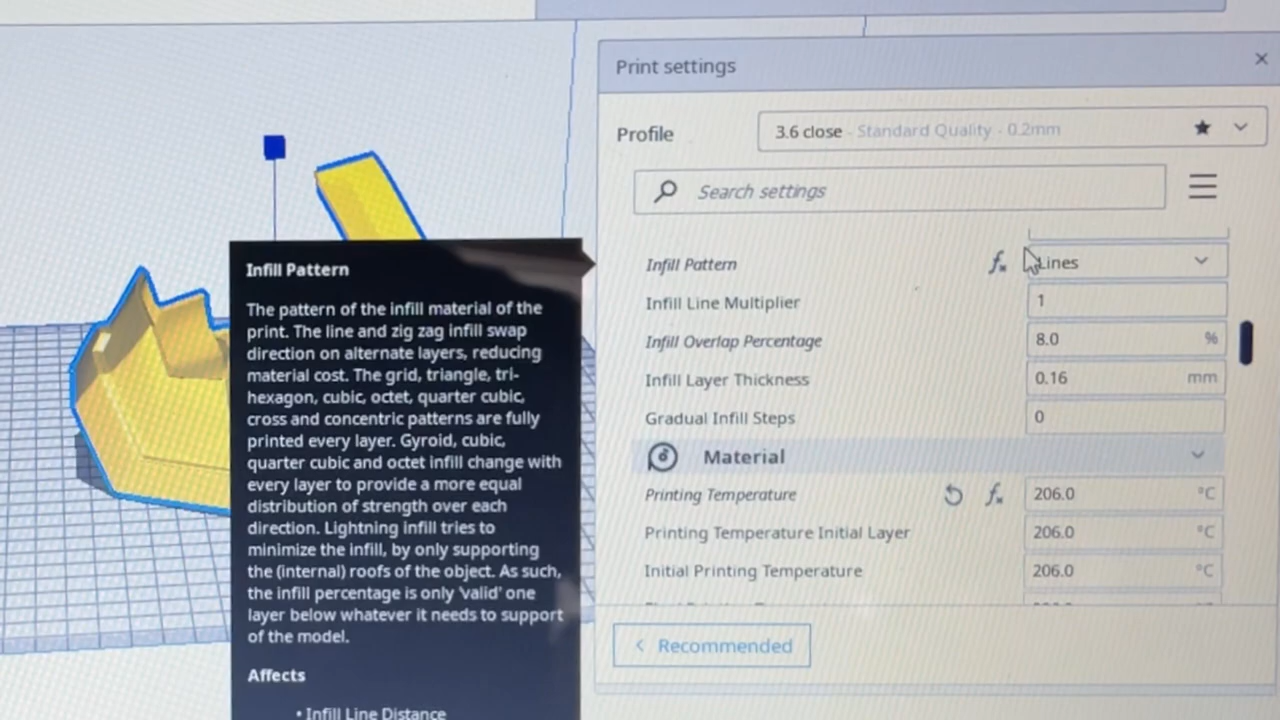 Print settings
Profile
3.6 close - Standard Quality - 0.2mm
Search settings
Infill Pattern
Lines
Infill Line Multiplier
1
Infill Overlap Percentage
8.0
%
Infill Layer Thickness
0.16
mm
Gradual Infill Steps
0
Material
Printing Temperature
206.0
°C
Printing Temperature Initial Layer
206.0
°C
Initial Printing Temperature
206.0
°C
Recommended
Infill Pattern
The pattern of the infill material of the
print. The line and zig zag infill swap
direction on alternate layers, reducing
material cost. The grid, triangle, tri-
hexagon, cubic, octet, quarter cubic,
cross and concentric patterns are fully
printed every layer. Gyroid, cubic,
quarter cubic and octet infill change with
every layer to provide a more equal
distribution of strength over each
direction. Lightning infill tries to
minimize the infill, by only supporting
the (internal) roofs of the object. As such,
the infill percentage is only 'valid' one
layer below whatever it needs to support
of the model.
Affects
• Infill Line Distance